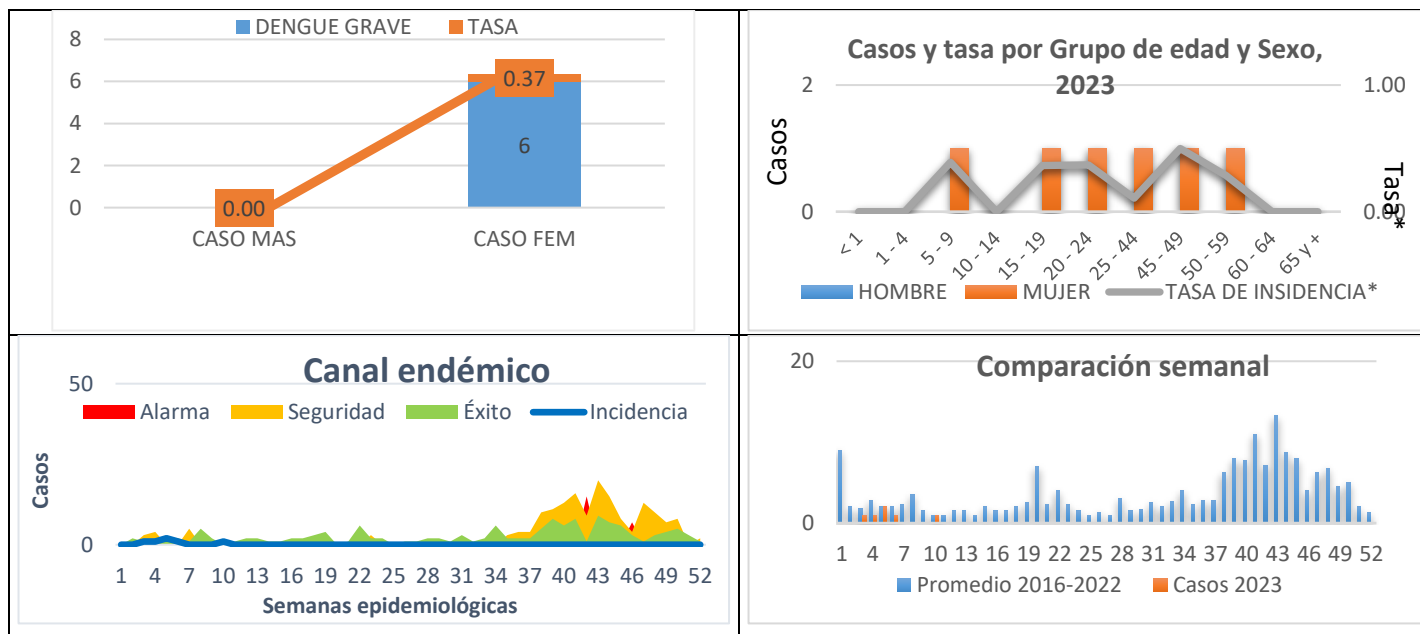 DENGUE GRAVE TASA
8
6
4
2
0
0.37
6
0.00
CASO MAS CASO FEM
Casos y tasa por Grupo de edad y Sexo,
2023
2 1.00
Casos
Tasa*
0 0.00
< 1 1 - 4 5 - 9 10 - 14 15 - 19 20 - 24 25 - 44 45 - 49 50 - 59 60 - 64 65 y +
HOMBRE MUJER TASA DE INSIDENCIA*
Canal endémico
50
Alarma Seguridad Éxito Incidencia
Casos
0
1 4 7 10 13 16 19 22 25 28 31 34 37 40 43 46 49 52
Semanas epidemiológicas
Comparación semanal
20
0
1 4 7 10 13 16 19 22 25 28 31 34 37 40 43 46 49 52
Promedio 2016-2022 Casos 2023